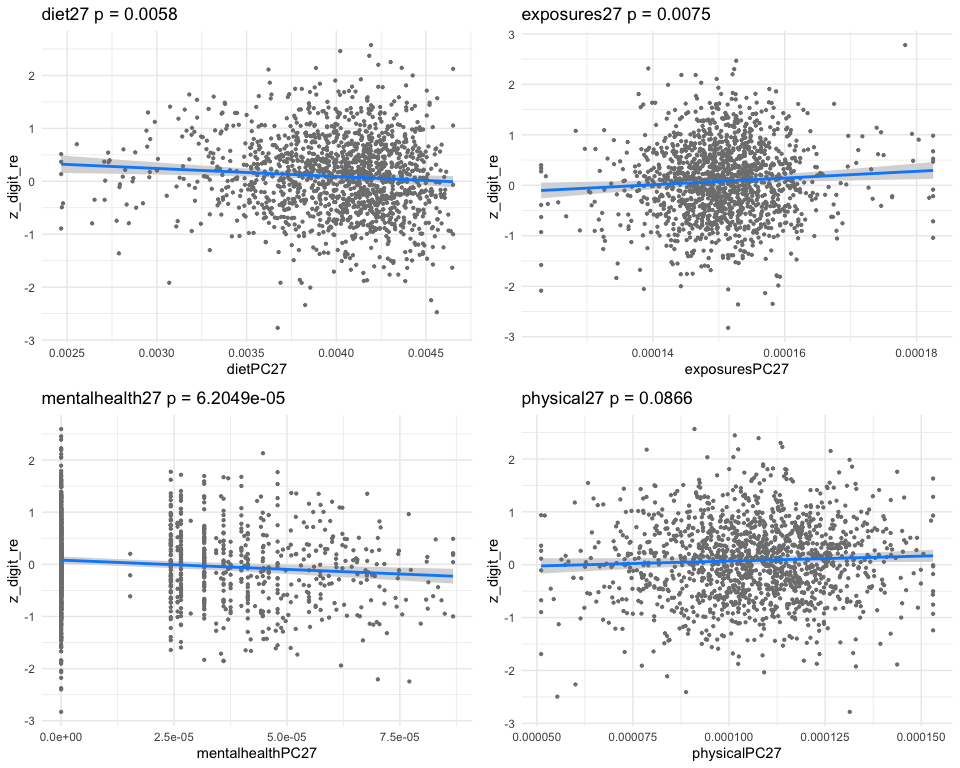 diet27 p = 0.0058
z_digit_re
2
1
0
-1
-2
-3
0.0025 0.0030 0.0035 0.0040 0.0045
dietPC27
exposures27 p = 0.0075
z_digit_re
3
2
1
0
-1
-2
-3
0.00014 0.00016 0.00018
exposuresPC27
mentalhealth27 p = 6.2049e-05
z_digit_re
2
1
0
-1
-2
-3
0.0e+00 2.5e-05 5.0e-05 7.5e-05
mentalhealthPC27
physical27 p = 0.0866
z_digit_re
2
1
0
-1
-2
-3
0.000050 0.000075 0.000100 0.000125 0.000150
physicalPC27